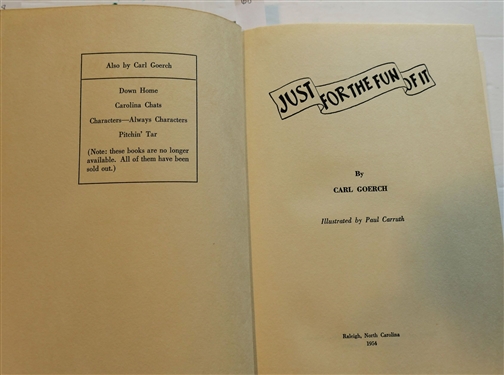 Also by Carl Goerch
Down Home
Carolina Chats
Characters—Always Characters
Pitchin' Tar
(Note: these books are no longer
available. All of them have been
sold out.)
JUST FOR THE FUN OF IT
By
CARL GOERCH
Illustrated by Paul Carruth
Raleigh, North Carolina
1954